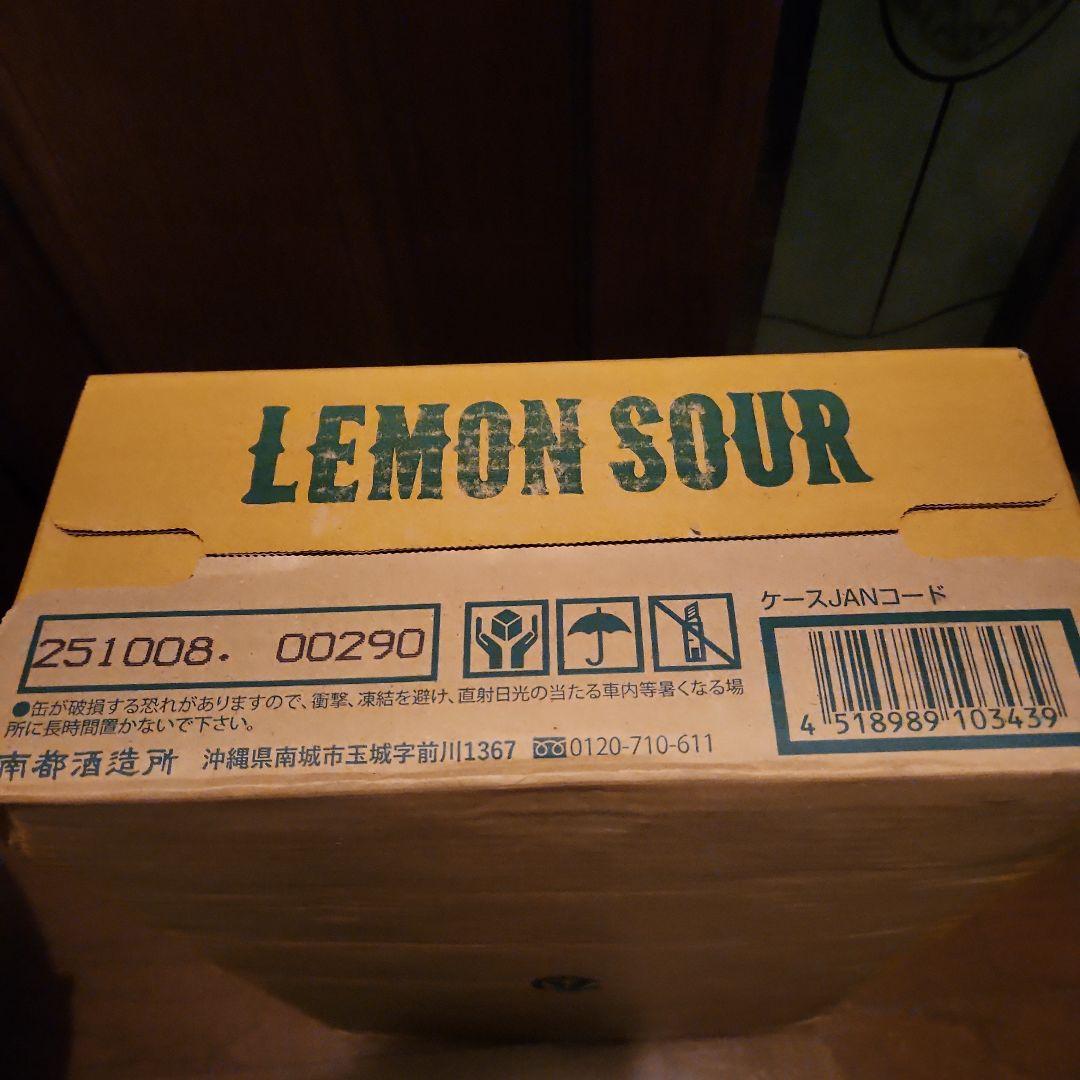 LEMON SOUR
ケースJANコード
251008. 00290
●缶が破損する恐れがありますので、衝撃、凍結を避け、直射日光の当たる車内等暑くなる場
所に長時間置かないで下さい。
南都酒造所 沖縄県南城市玉城字前川1367 0120-710-611
4 518989 103439